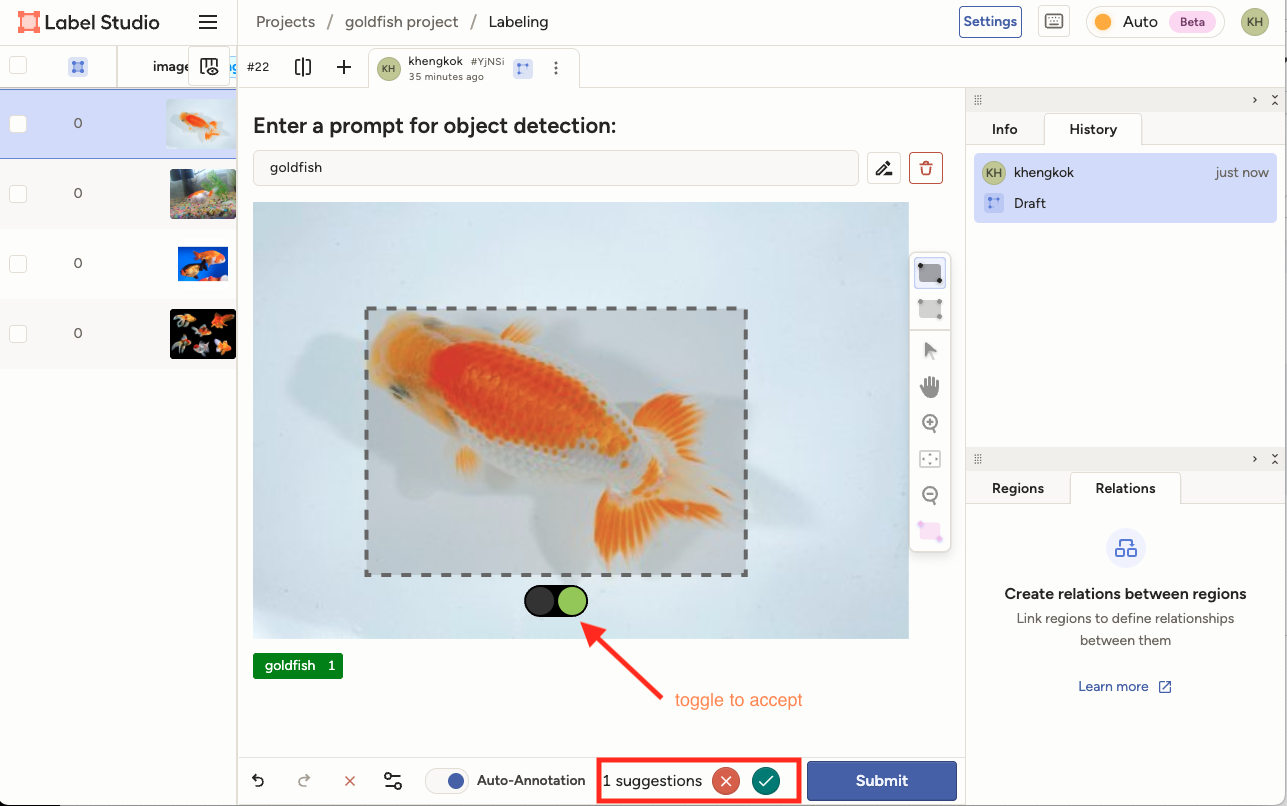 Label Studio
Projects / goldfish project / Labeling
Settings
Auto Beta
KH
image
#22
KH
khengkok #YjNSi
35 minutes ago
0
0
0
0
Enter a prompt for object detection:
goldfish
goldfish 1
toggle to accept
Auto-Annotation
1 suggestions
Submit
Info
History
KH khengkok just now
Draft
Regions
Relations
Create relations between regions
Link regions to define relationships
between them
Learn more